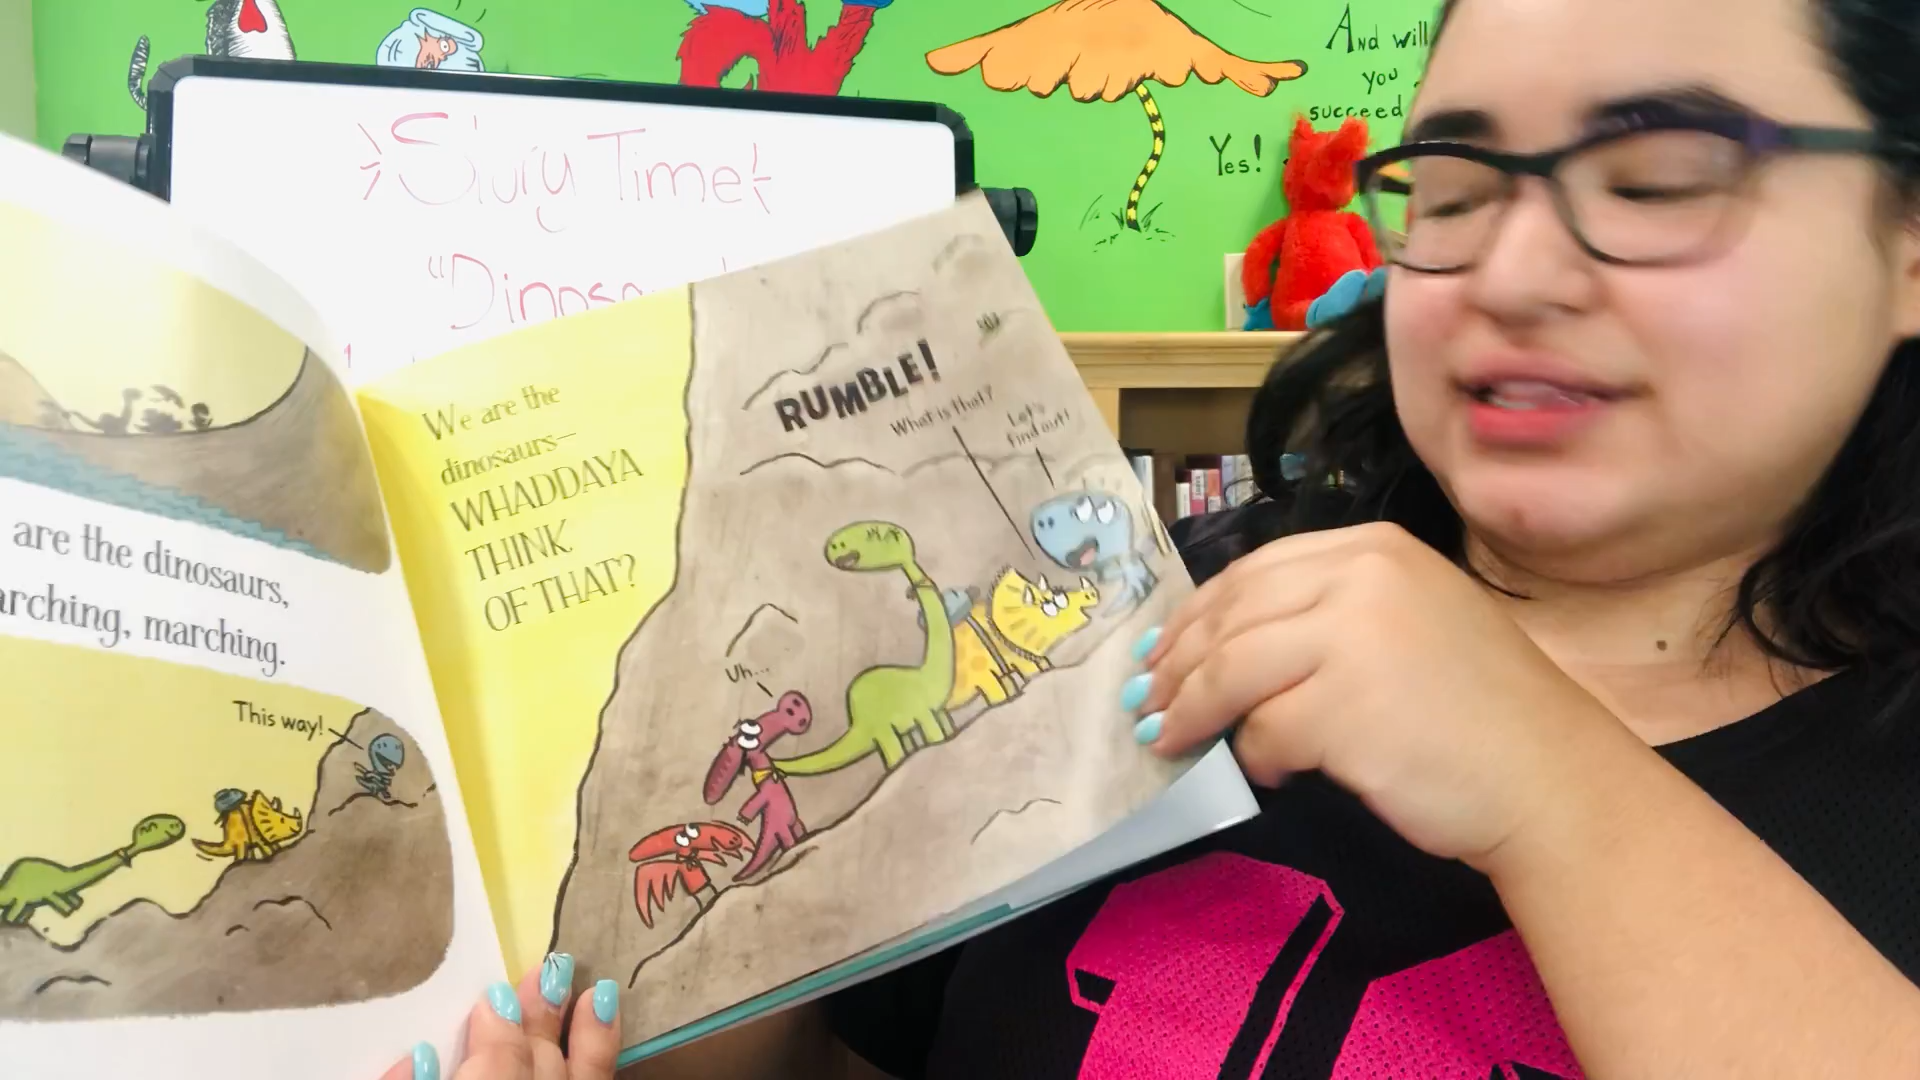 And will
you
succeed
Yes!
Story Time!
"Dinosa
are the dinosaurs,
arching, marching.
This way!
We are the
dinosaurs—
WHADDAYA
THINK
OF THAT?
RUMBLE!
What is that?
Let's
find out!
Uh...